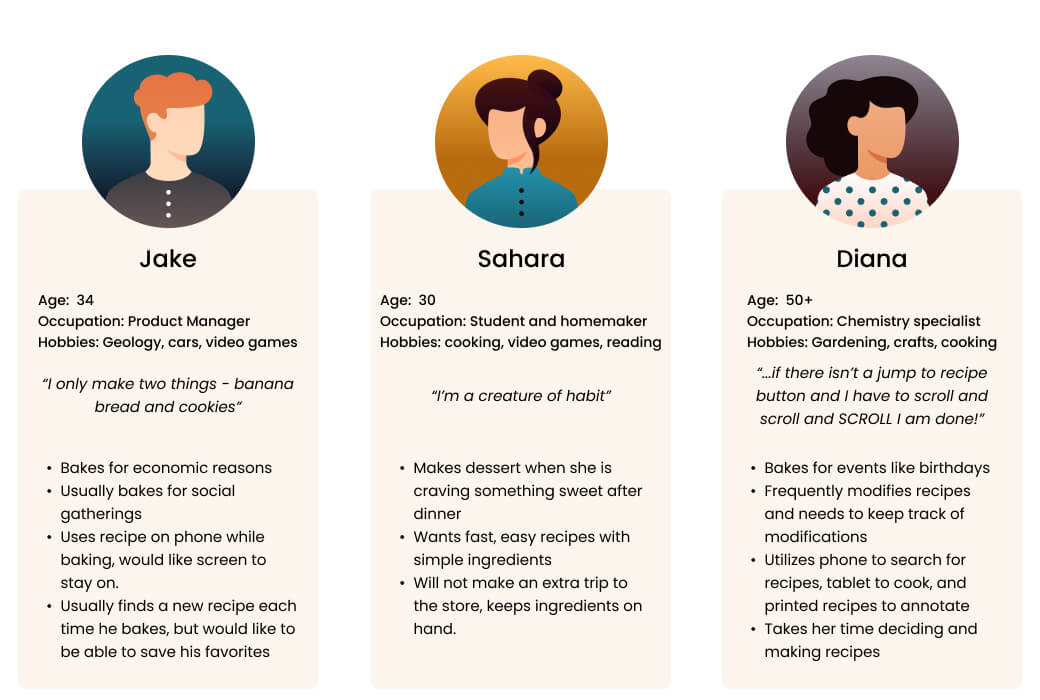 Jake
Age: 34
Occupation: Product Manager
Hobbies: Geology, cars, video games
“I only make two things - banana
bread and cookies”
• Bakes for economic reasons
• Usually bakes for social
gatherings
• Uses recipe on phone while
baking, would like screen to
stay on.
• Usually finds a new recipe each
time he bakes, but would like to
be able to save his favorites
Sahara
Age: 30
Occupation: Student and homemaker
Hobbies: cooking, video games, reading
“I’m a creature of habit”
• Makes dessert when she is
craving something sweet after
dinner
• Wants fast, easy recipes with
simple ingredients
• Will not make an extra trip to
the store, keeps ingredients on
hand.
Diana
Age: 50+
Occupation: Chemistry specialist
Hobbies: Gardening, crafts, cooking
“...if there isn’t a jump to recipe
button and I have to scroll and
scroll and SCROLL I am done!”
• Bakes for events like birthdays
• Frequently modifies recipes
and needs to keep track of
modifications
• Utilizes phone to search for
recipes, tablet to cook, and
printed recipes to annotate
• Takes her time deciding and
making recipes